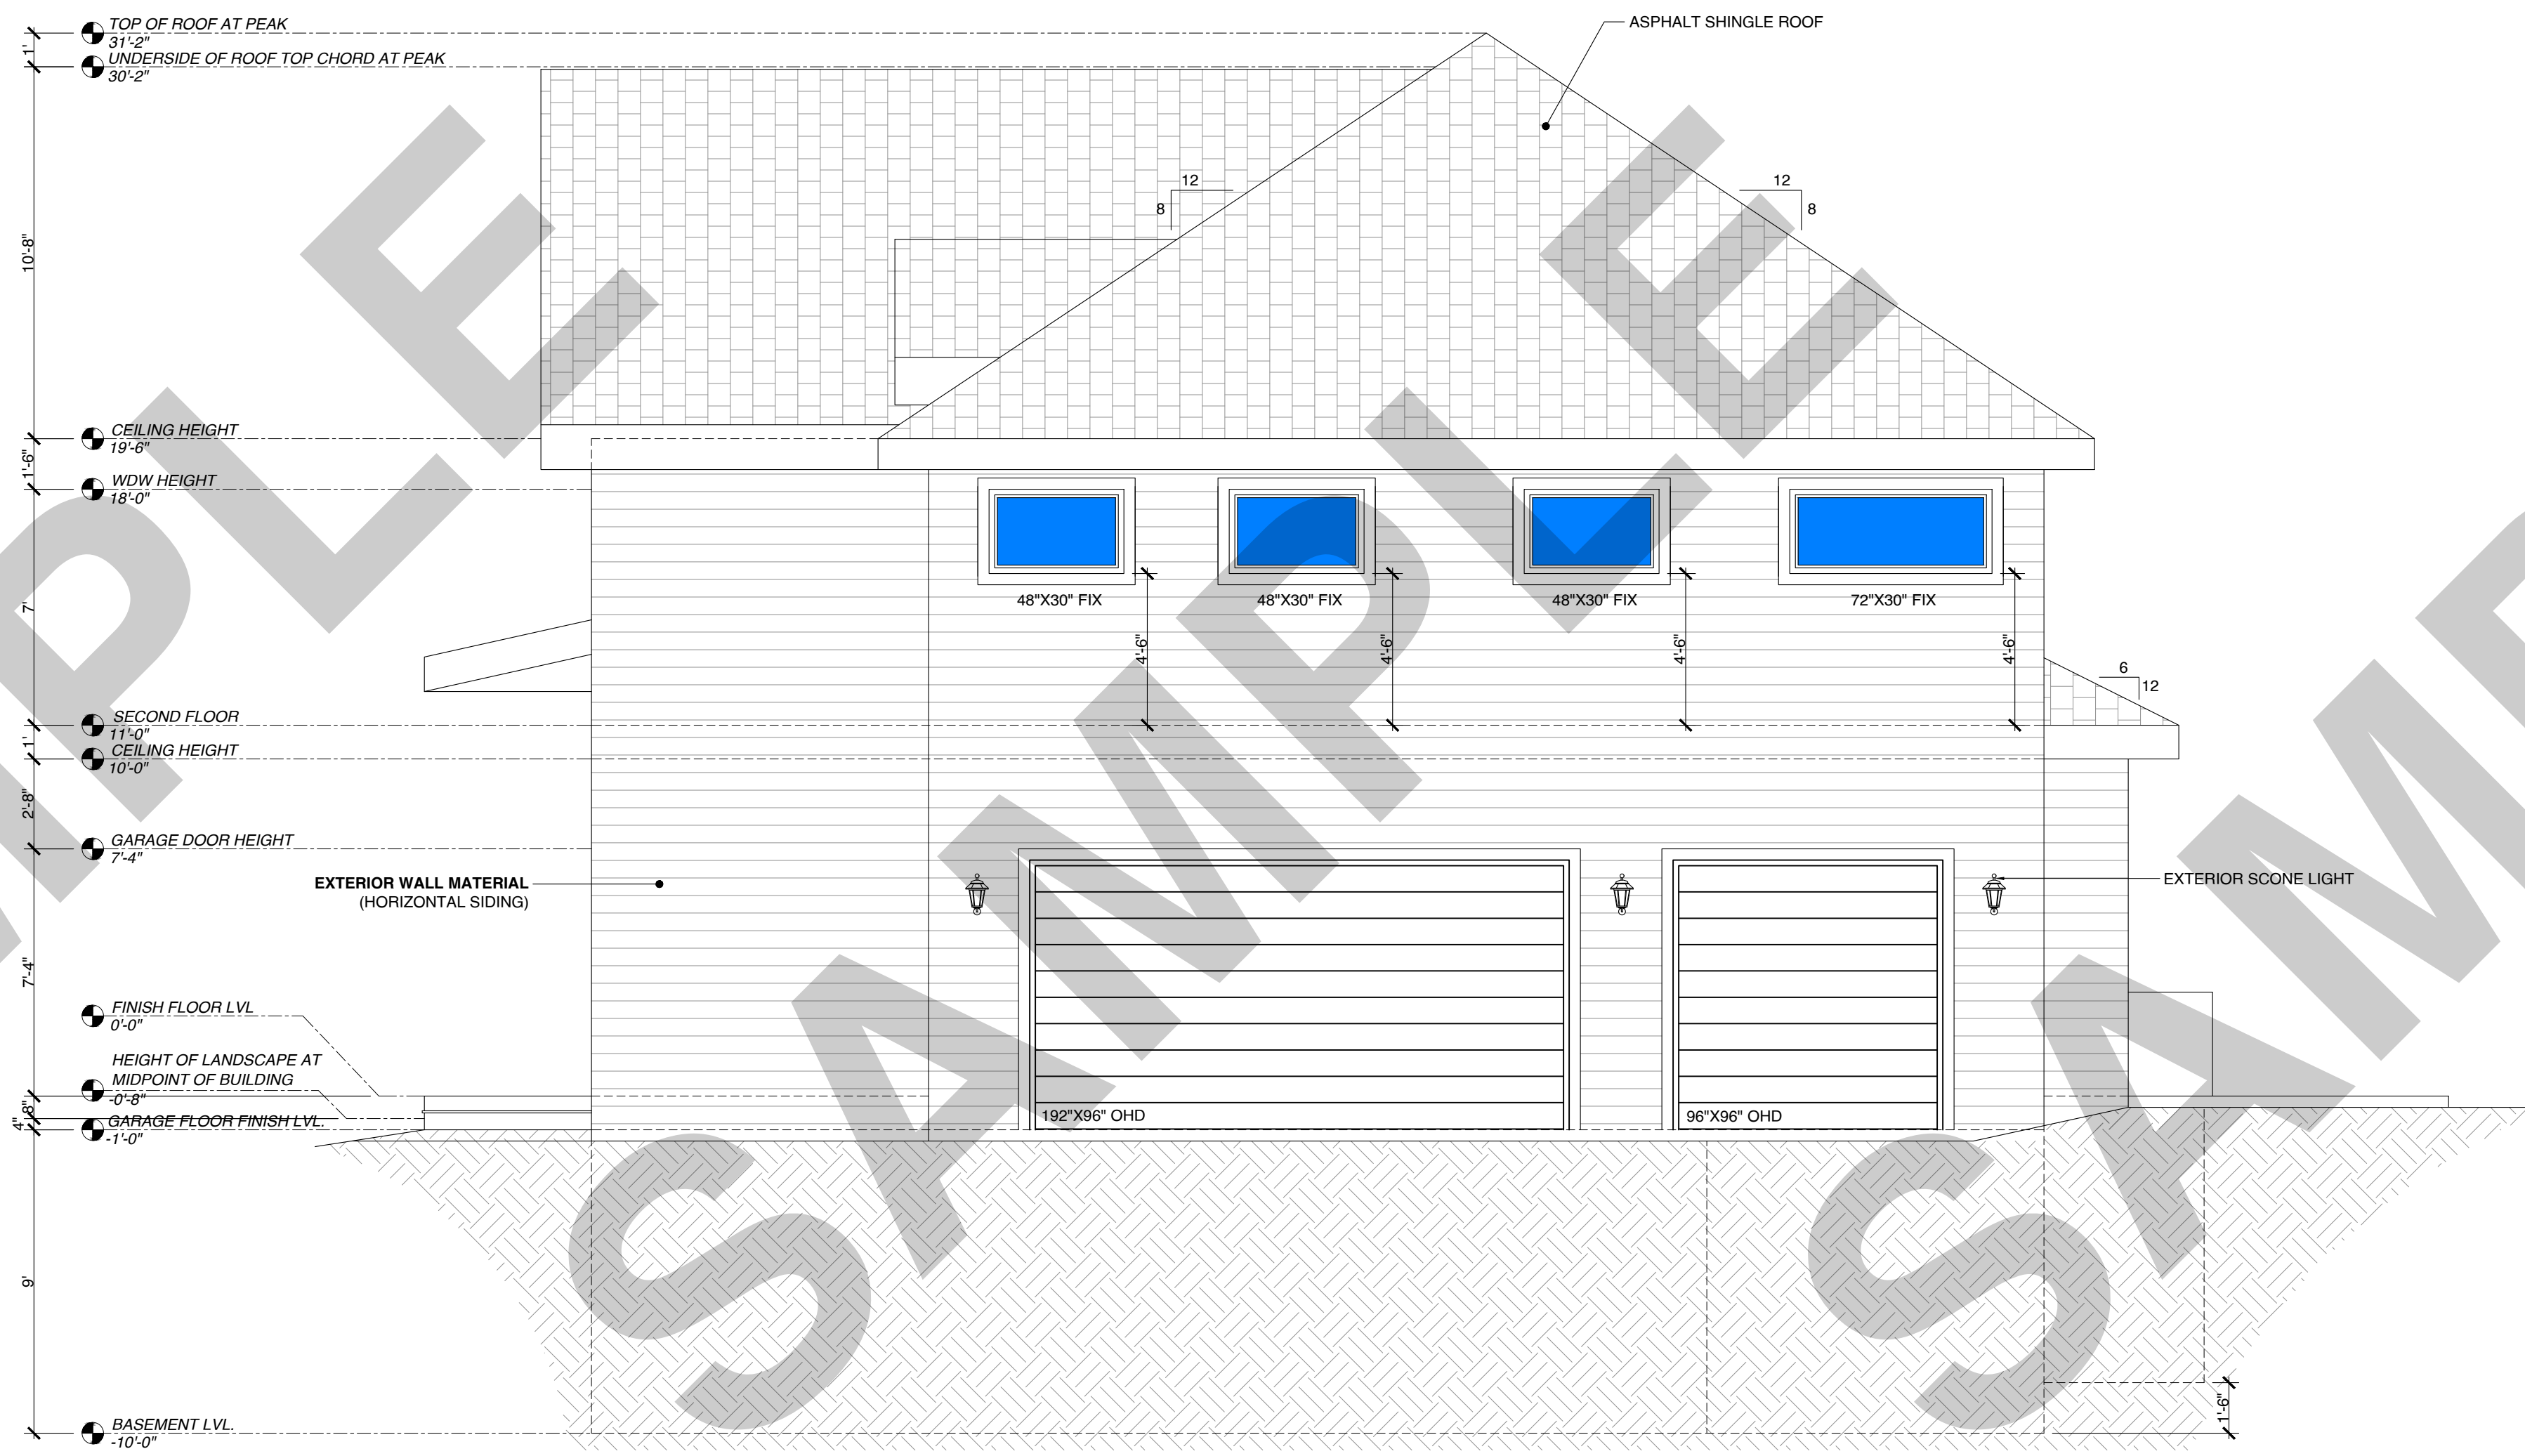 TOP OF ROOF AT PEAK
31'-2"
UNDERSIDE OF ROOF TOP CHORD AT PEAK
30'-2"
1'
ASPHALT SHINGLE ROOF
12
8
12
8
10'-8"
CEILING HEIGHT
19'-6"
1'-6"
WDW HEIGHT
18'-0"
48"X30" FIX
48"X30" FIX
48"X30" FIX
72"X30" FIX
7'
4'-6"
4'-6"
4'-6"
4'-6"
6
12
SECOND FLOOR
11'-0"
1'
CEILING HEIGHT
10'-0"
2'-8"
GARAGE DOOR HEIGHT
7'-4"
EXTERIOR WALL MATERIAL
(HORIZONTAL SIDING)
EXTERIOR SCONE LIGHT
7'-4"
FINISH FLOOR LVL
0'-0"
HEIGHT OF LANDSCAPE AT
MIDPOINT OF BUILDING
-0'-8"
8"
4"
GARAGE FLOOR FINISH LVL.
-1'-0"
192"X96" OHD
96"X96" OHD
9'
BASEMENT LVL.
-10'-0"
1'-6"
SAMPLE
SAMPLE
SAMPLE